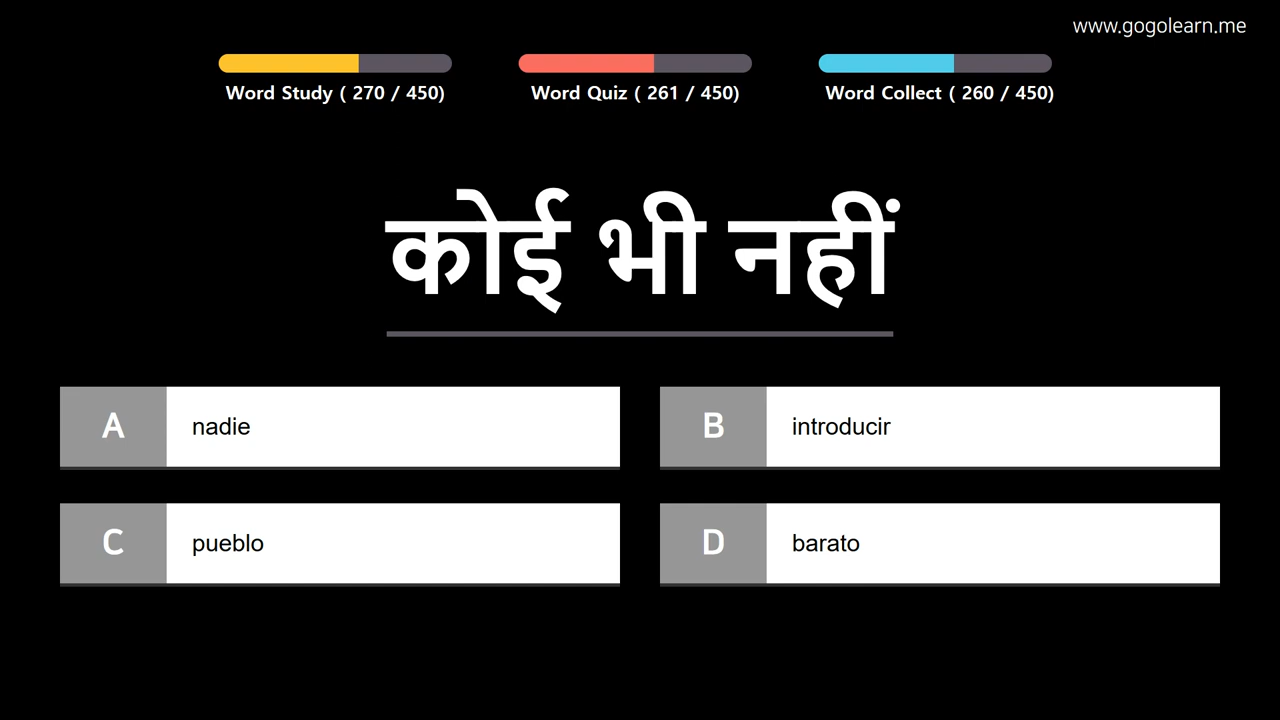 www.gogolearn.me
Word Study ( 270 / 450)
Word Quiz ( 261 / 450)
Word Collect ( 260 / 450)
कोई भी नहीं
A nadie
B introducir
C pueblo
D barato